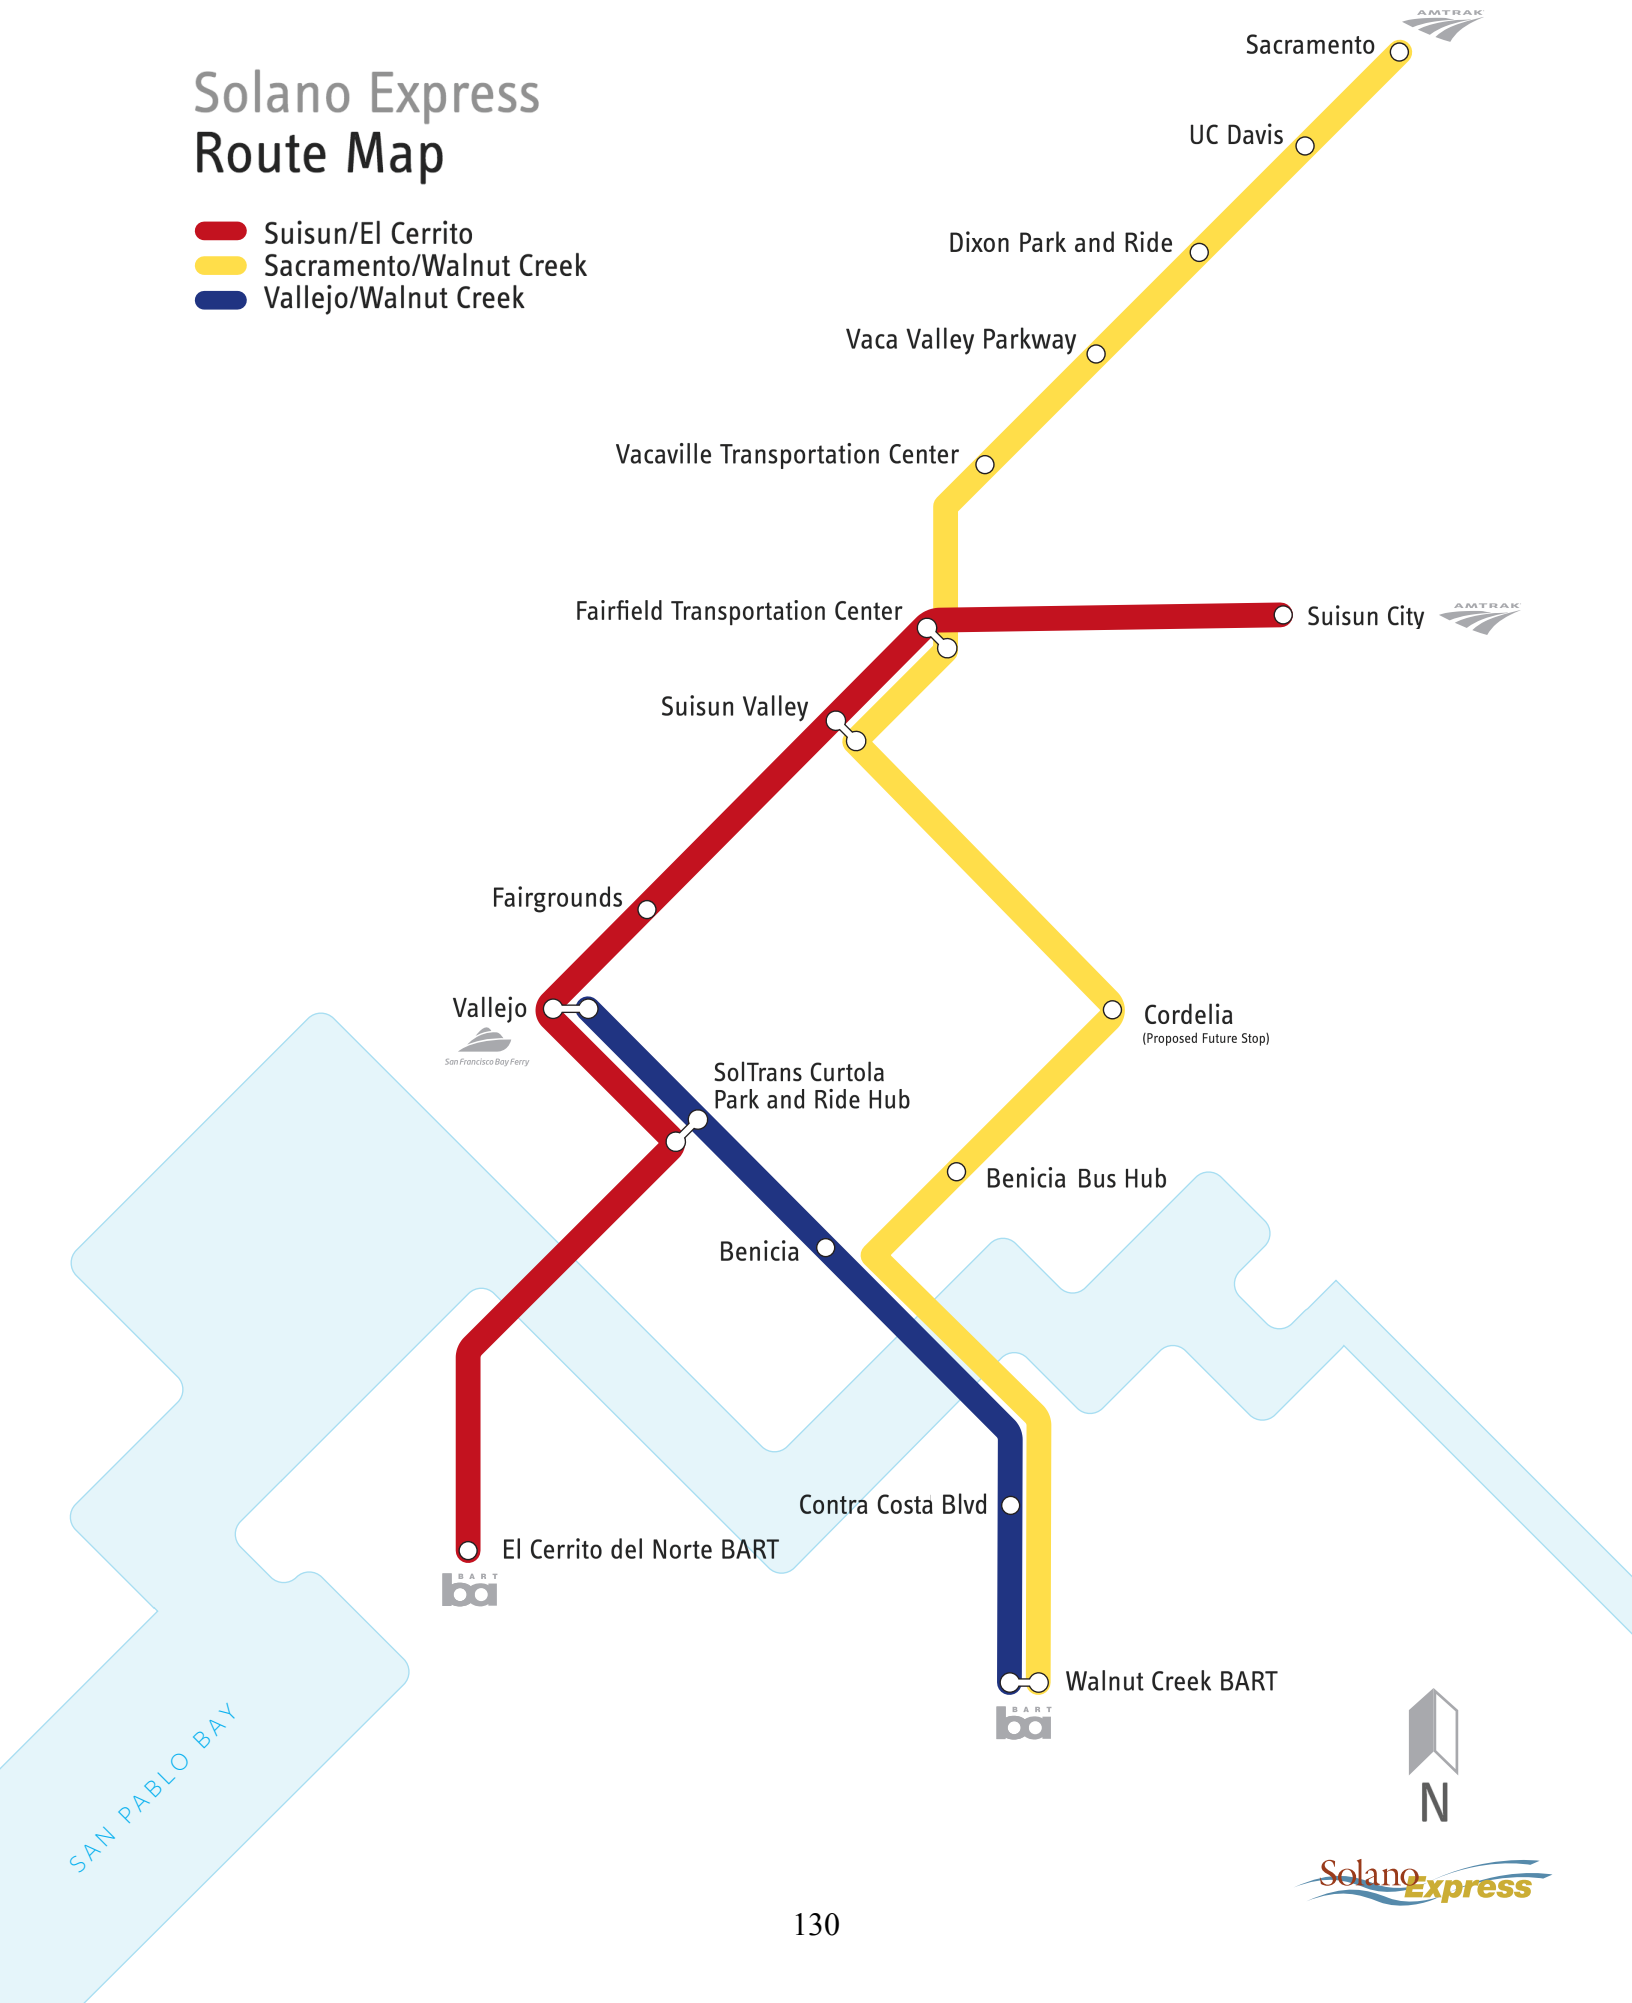 AMTRAK
Sacramento
Solano Express
Route Map
UC Davis
Suisun/El Cerrito
Sacramento/Walnut Creek
Vallejo/Walnut Creek
Dixon Park and Ride
Vaca Valley Parkway
Vacaville Transportation Center
Fairfield Transportation Center
Suisun City
AMTRAK
Suisun Valley
Fairgrounds
Vallejo
San Francisco Bay Ferry
Cordelia
(Proposed Future Stop)
SolTrans Curtola
Park and Ride Hub
Benicia Bus Hub
Benicia
Contra Costa Blvd
El Cerrito del Norte BART
BART
ba
Walnut Creek BART
BART
ba
SAN PABLO BAY
N
Solano
Express
130